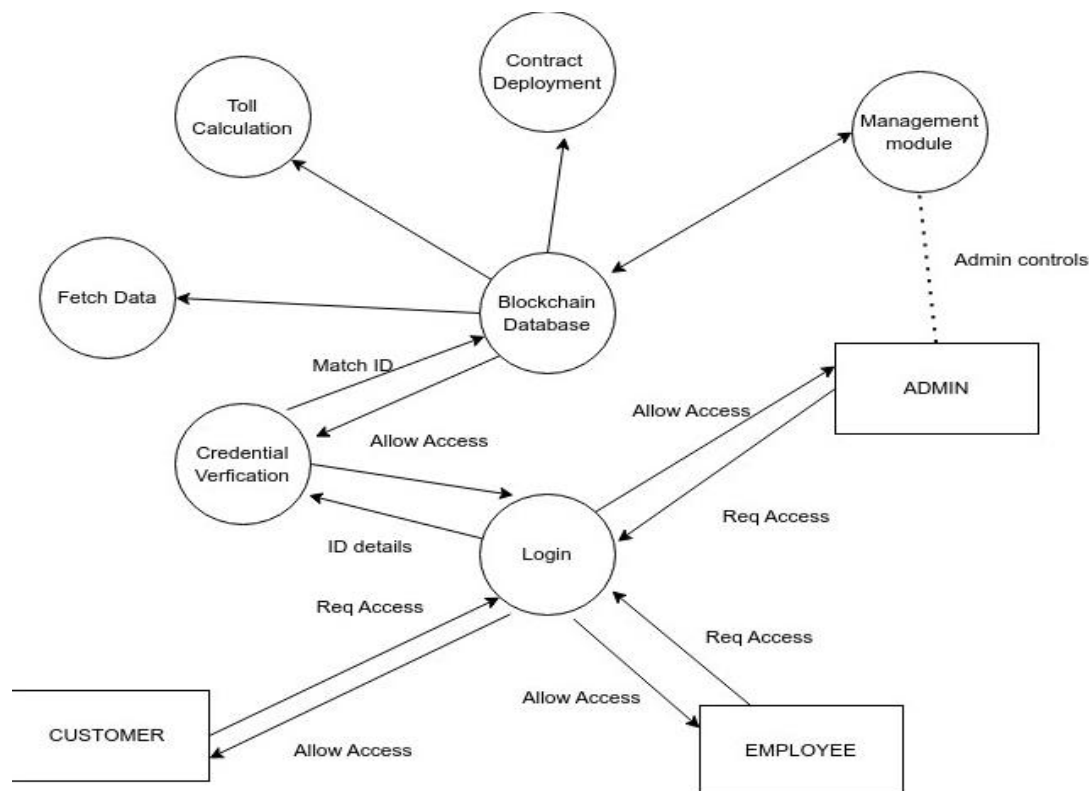 Contract
Deployment
Toll
Calculation
Management
module
Admin controls
Fetch Data
Blockchain
Database
Match ID
ADMIN
Allow Access
Allow Access
Credential
Verfication
Req Access
ID details
Login
Req Access
Req Access
Allow Access
CUSTOMER
Allow Access
EMPLOYEE